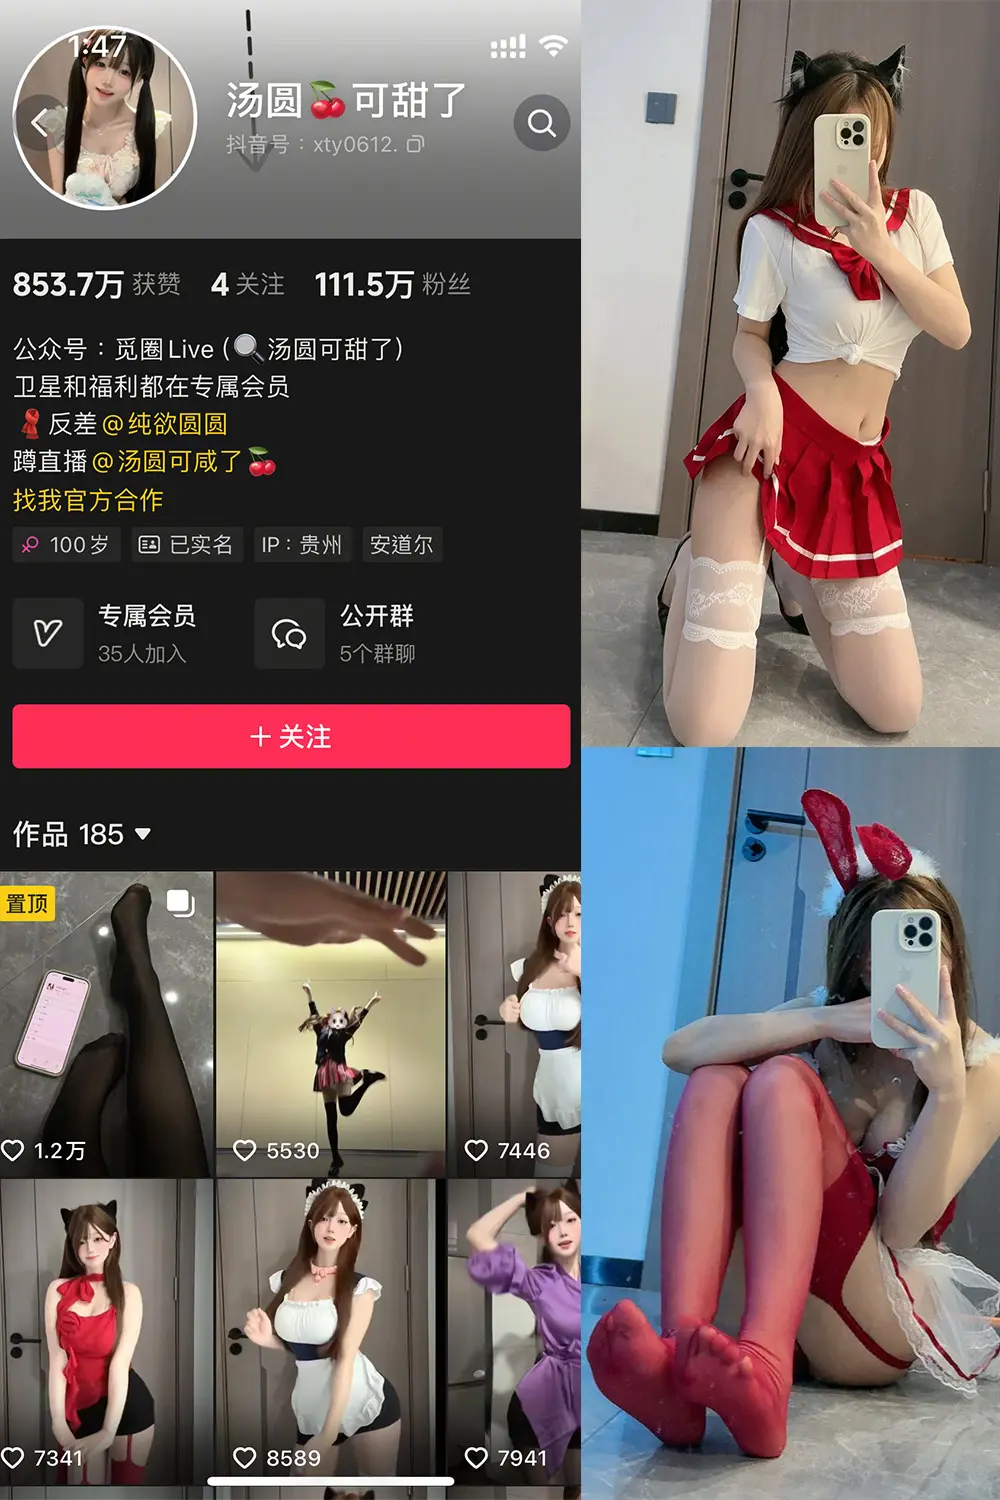 1:47
汤圆🍒可甜了
抖音号：xty0612.
853.7万 获赞 4 关注 111.5万 粉丝
公众号：觅圈Live (🔍汤圆可甜了)
卫星和福利都在专属会员
🧣反差@纯欲圆圆
蹲直播@汤圆可咸了🍒
找我官方合作
100岁 已实名 IP：贵州 安道尔
专属会员 公开群
35人加入 5个群聊
+ 关注
作品 185
置顶
1.2万 5530 7446
7341 8589 7941